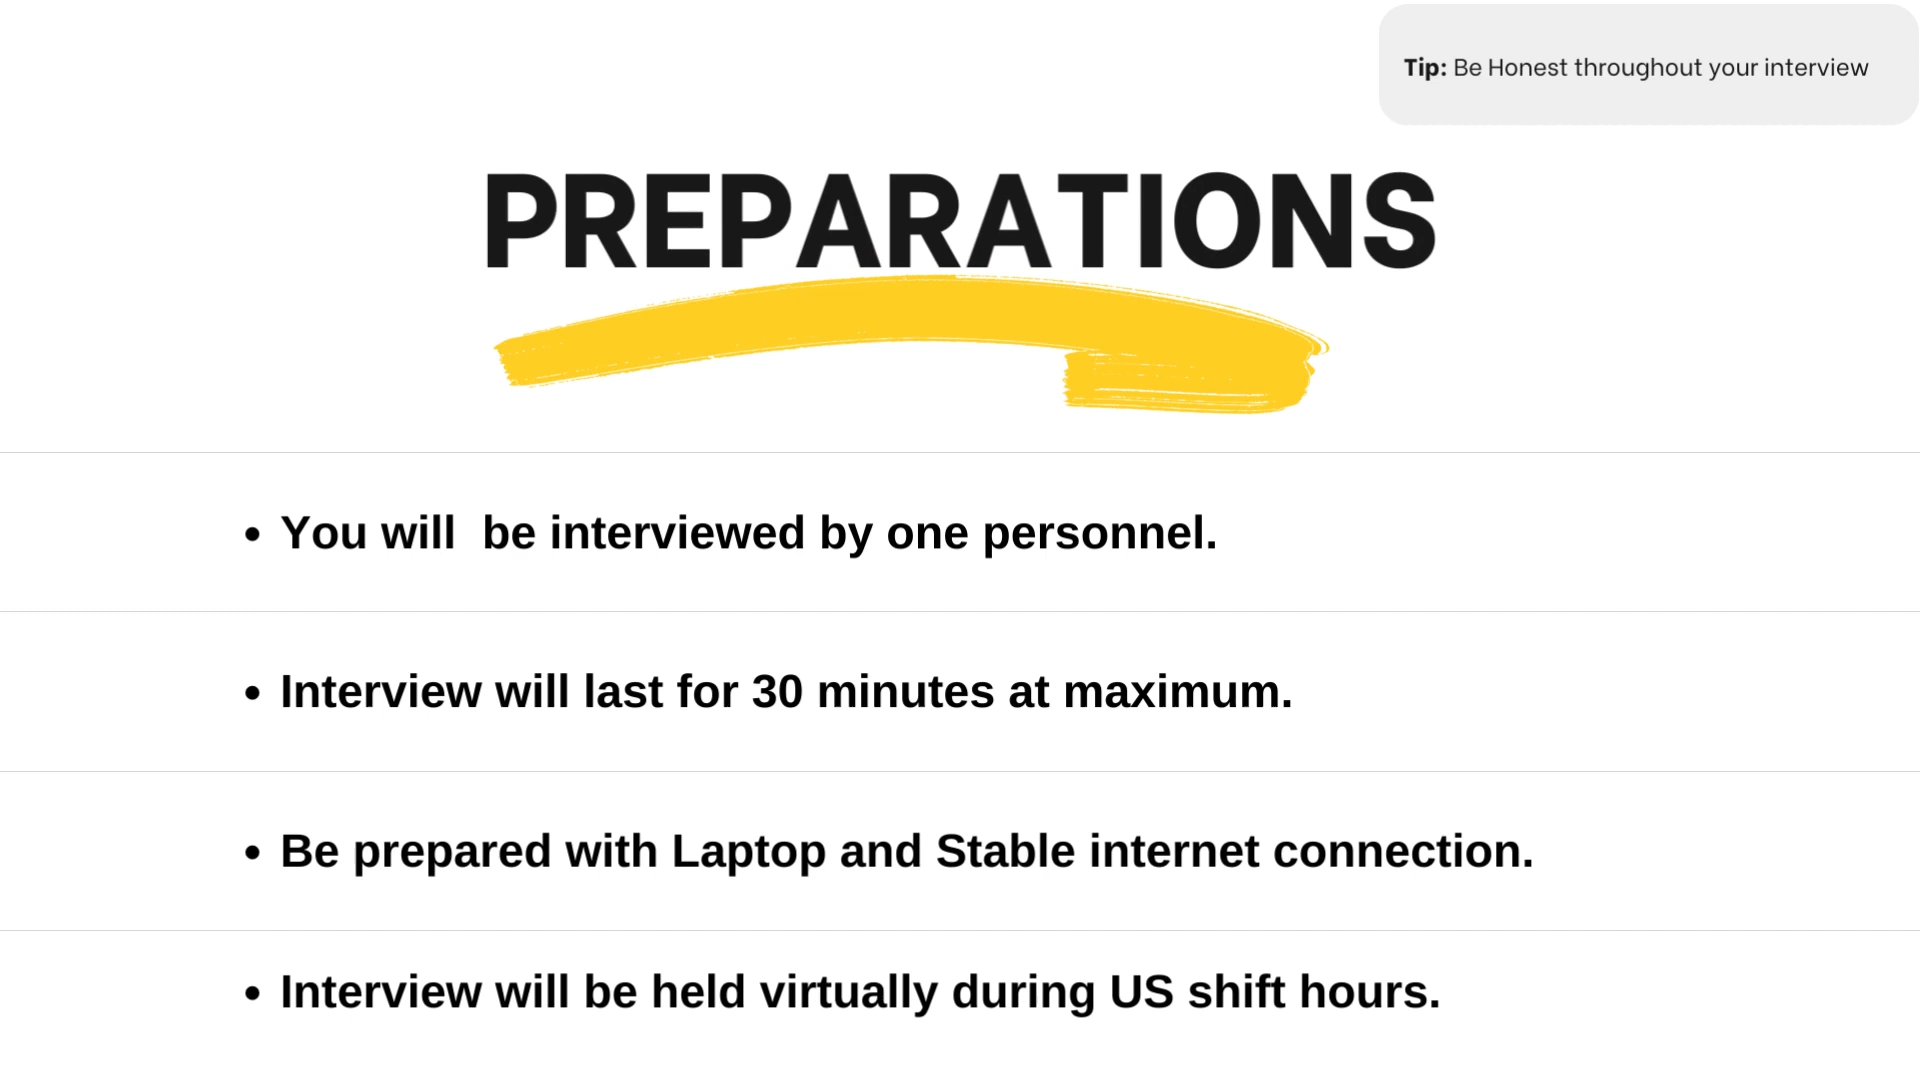 Tip: Be Honest throughout your interview
PREPARATIONS
• You will  be interviewed by one personnel.
• Interview will last for 30 minutes at maximum.
• Be prepared with Laptop and Stable internet connection.
• Interview will be held virtually during US shift hours.